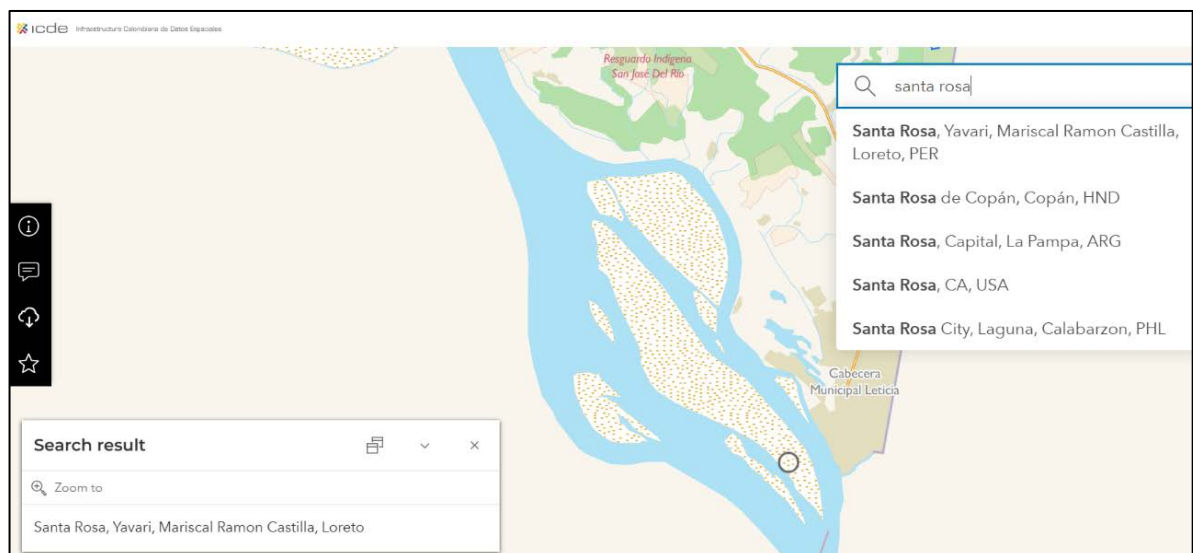 icde Infraestructura Colombiana de Datos Espaciales
Resguardo Indígena
San José Del Río
santa rosa
Santa Rosa, Yavari, Mariscal Ramon Castilla,
Loreto, PER
Santa Rosa de Copán, Copán, HND
Santa Rosa, Capital, La Pampa, ARG
Santa Rosa, CA, USA
Santa Rosa City, Laguna, Calabarzon, PHL
Cabecera
Municipal Leticia
Search result
Zoom to
Santa Rosa, Yavari, Mariscal Ramon Castilla, Loreto